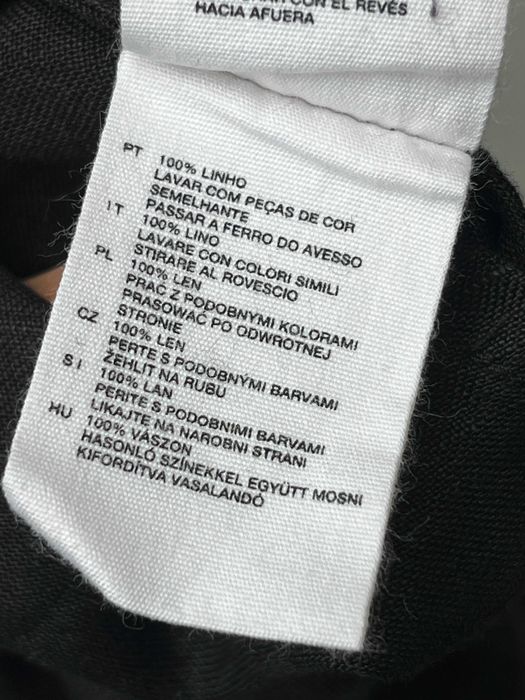 CON EL REVÉS
HACIA AFUERA
PT 100% LINHO
LAVAR COM PEÇAS DE COR
SEMELHANTE
PASSAR A FERRO DO AVESSO
IT 100% LINO
LAVARE CON COLORI SIMILI
STIRARE AL ROVESCIO
PL 100% LEN
PRAĆ Z PODOBNYMI KOLORAMI
PRASOWAĆ PO ODWROTNEJ
STRONIE
CZ 100% LEN
PERTE S PODOBNÝMI BARVAMI
ŽEHLIT NA RUBU
SI 100% LAN
PERITE S PODOBNIMI BARVAMI
LIKAJTE NA NAROBNI STRANI
HU 100% VÁSZON
HASONLÓ SZÍNEKKEL EGYÜTT MOSNI
KIFORDÍTVA VASALANDÓ